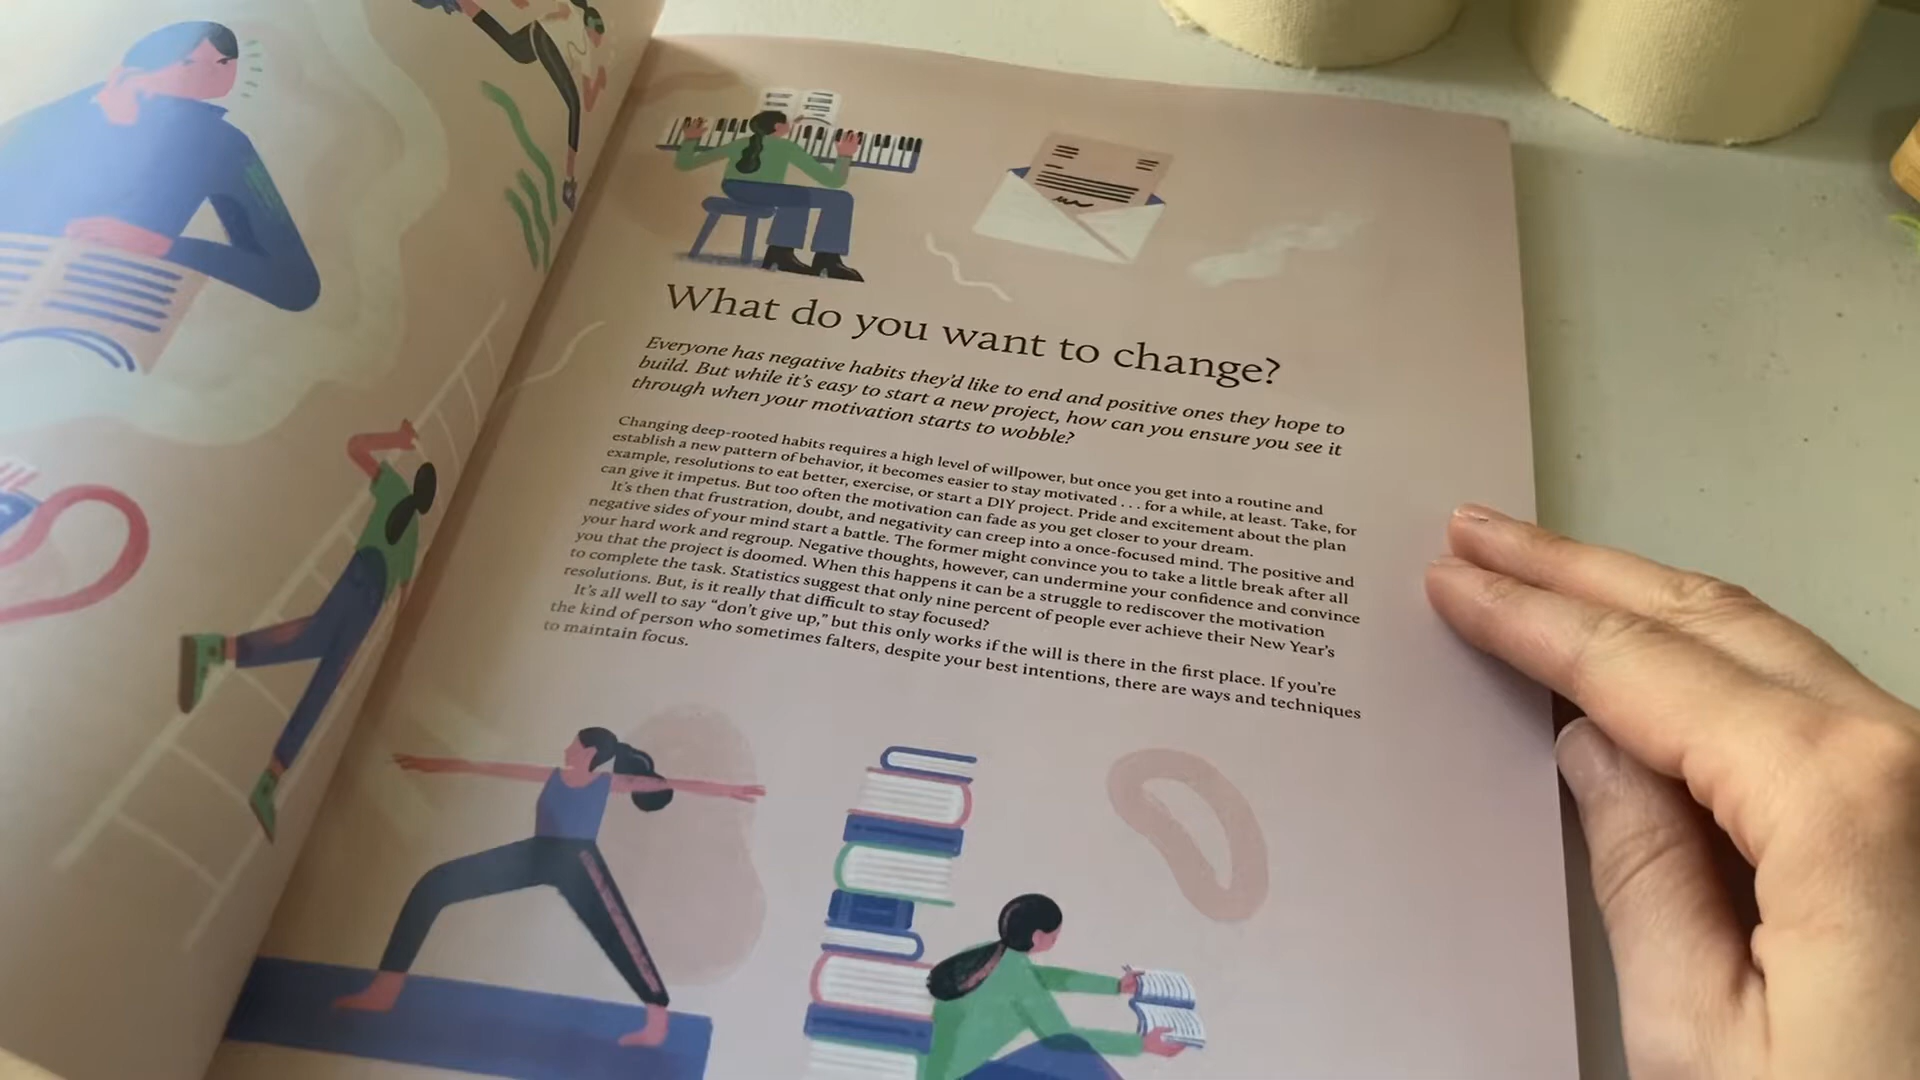 What do you want to change?
Everyone has negative habits they'd like to end and positive ones they hope to
build. But while it's easy to start a new project, how can you ensure you see it
through when your motivation starts to wobble?
Changing deep-rooted habits requires a high level of willpower, but once you get into a routine and
establish a new pattern of behavior, it becomes easier to stay motivated . . . for a while, at least. Take, for
example, resolutions to eat better, exercise, or start a DIY project. Pride and excitement about the plan
can give it impetus. But too often the motivation can fade as you get closer to your dream.
It's then that frustration, doubt, and negativity can creep into a once-focused mind. The positive and
negative sides of your mind start a battle. The former might convince you to take a little break after all
your hard work and regroup. Negative thoughts, however, can undermine your confidence and convince
you that the project is doomed. When this happens it can be a struggle to rediscover the motivation
to complete the task. Statistics suggest that only nine percent of people ever achieve their New Year's
resolutions. But, is it really that difficult to stay focused?
It's all well to say “don't give up,” but this only works if the will is there in the first place. If you're
the kind of person who sometimes falters, despite your best intentions, there are ways and techniques
to maintain focus.